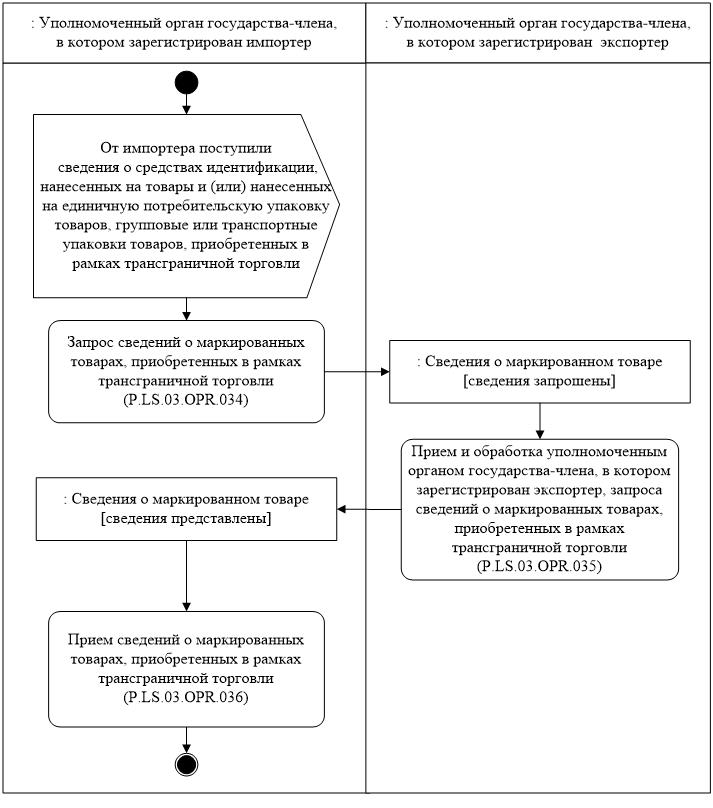 : Уполномоченный орган государства-члена,
в котором зарегистрирован импортер
: Уполномоченный орган государства-члена,
в котором зарегистрирован экспортер
От импортера поступили
сведения о средствах идентификации,
нанесенных на товары и (или) нанесенных
на единичную потребительскую упаковку
товаров, групповые или транспортные
упаковки товаров, приобретенных в
рамках трансграничной торговли
Запрос сведений о маркированных
товарах, приобретенных в рамках
трансграничной торговли
(P.LS.03.OPR.034)
: Сведения о маркированном товаре
[сведения запрошены]
Прием и обработка уполномоченным
органом государства-члена, в котором
зарегистрирован экспортер, запроса
сведений о маркированных товарах,
приобретенных в рамках
трансграничной торговли
(P.LS.03.OPR.035)
: Сведения о маркированном товаре
[сведения представлены]
Прием сведений о маркированных
товарах, приобретенных в рамках
трансграничной торговли
(P.LS.03.OPR.036)